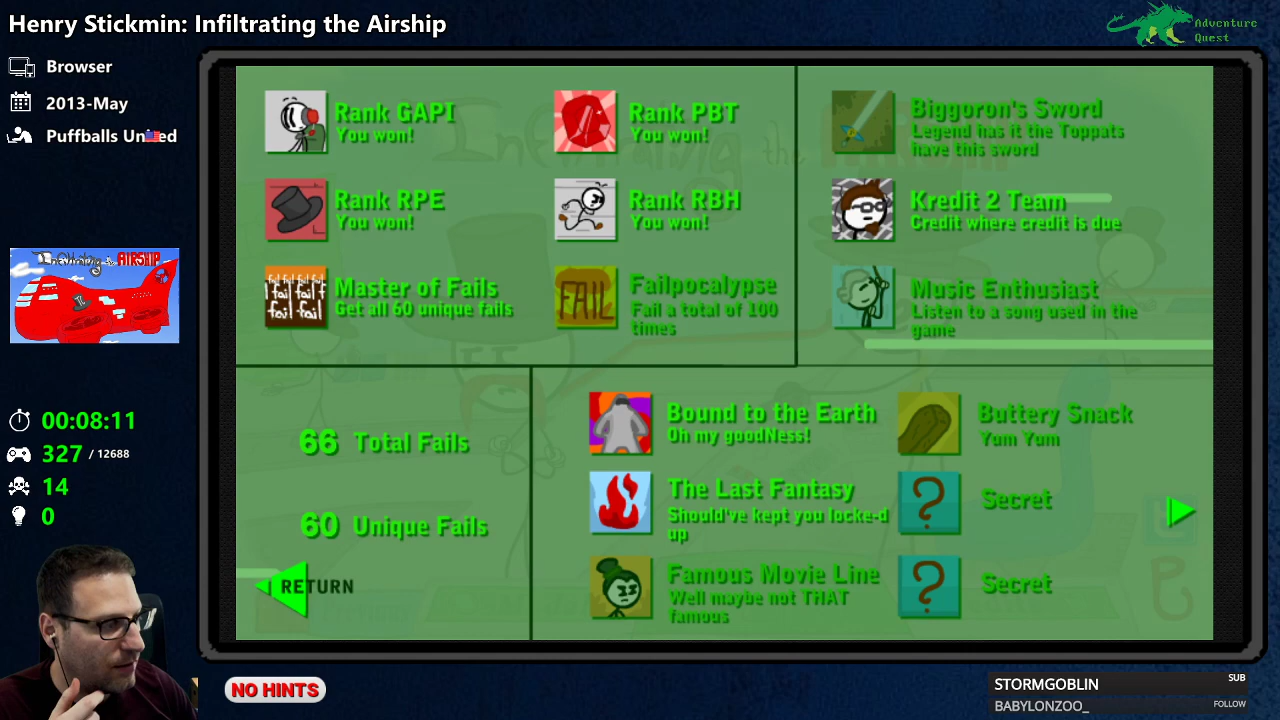 Henry Stickmin: Infiltrating the Airship
Adventure
Quest
Browser
2013-May
Puffballs United
Infiltrating the AIRSHIP
00:08:11
327 / 12688
14
0
Rank GAPI
You won!
Rank PBT
You won!
Rank RPE
You won!
Rank RBH
You won!
Master of Fails
Get all 60 unique fails
FAIL
Failpocalypse
Fail a total of 100
times
Biggoron's Sword
Legend has it the Toppats
have this sword
Kredit 2 Team
Credit where credit is due
Music Enthusiast
Listen to a song used in the
game
66 Total Fails
60 Unique Fails
RETURN
Bound to the Earth
Oh my goodNess!
Buttery Snack
Yum Yum
The Last Fantasy
Should've kept you locke-d
up
?
Secret
Famous Movie Line
Well maybe not THAT
famous
?
Secret
NO HINTS
STORMGOBLIN
SUB
BABYLONZOO_
FOLLOW